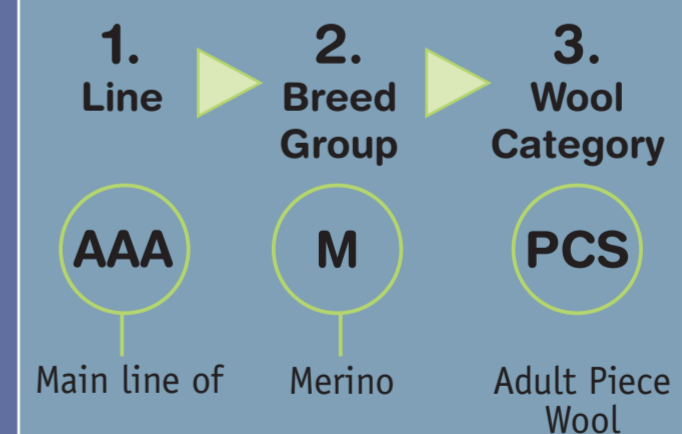 1.
Line
2.
Breed
Group
3.
Wool
Category
AAA
M
PCS
Main line of
Merino
Adult Piece
Wool